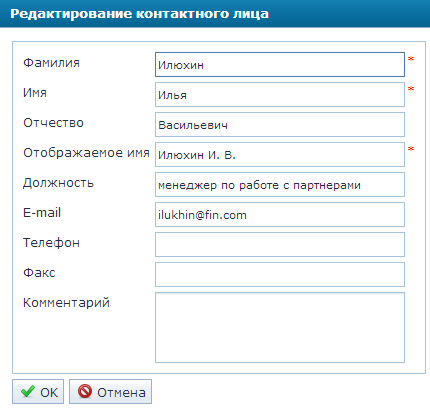 Редактирование контактного лица
Фамилия Илюхин *
Имя Илья *
Отчество Васильевич
Отображаемое имя Илюхин И. В. *
Должность менеджер по работе с партнерами
E-mail ilukhin@fin.com
Телефон
Факс
Комментарий
OK Отмена